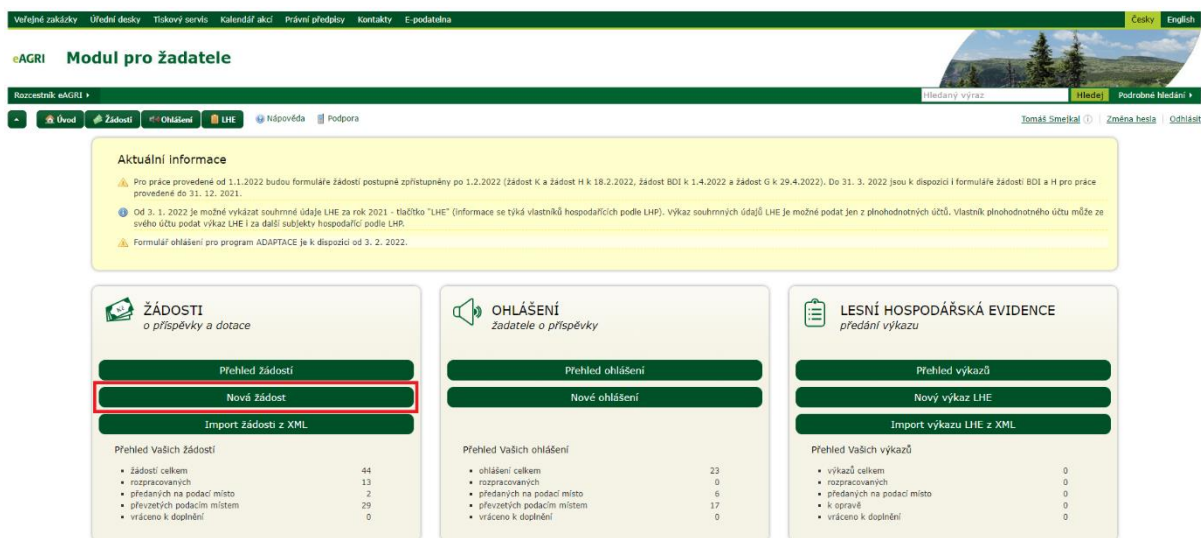 Veřejné zakázky Úřední desky Tiskový servis Kalendář akcí Právní předpisy Kontakty E-podatelna Česky English
eAGRI Modul pro žadatele
Rozcestník eAGRI Hledaný výraz Hledej Podrobné hledání
Úvod Žádosti Ohlášení LHE Nápověda Podpora Tomáš Smejkal Změna hesla Odhlásit
Aktuální informace
Pro práce provedené od 1.1.2022 budou formuláře žádostí postupně zpřístupněny po 1.2.2022 (žádost K a žádost H k 18.2.2022, žádost BDI k 1.4.2022 a žádost G k 29.4.2022). Do 31. 3. 2022 jsou k dispozici i formuláře žádostí BDI a H pro práce
provedené do 31. 12. 2021.
Od 3. 1. 2022 je možné vykázat souhrnné údaje LHE za rok 2021 - tlačítko "LHE" (informace se týká vlastníků hospodařících podle LHP). Výkaz souhrnných údajů LHE je možné podat jen z plnohodnotných účtů. Vlastník plnohodnotného účtu může ze
svého účtu podat výkaz LHE i za další subjekty hospodařící podle LHP.
Formulář ohlášení pro program ADAPTACE je k dispozici od 3. 2. 2022.
ŽÁDOSTI
o příspěvky a dotace
Přehled žádostí
Nová žádost
Import žádosti z XML
Přehled Vašich žádostí
žádostí celkem 44
rozpracovaných 13
předaných na podací místo 2
převzetých podacím místem 29
vráceno k doplnění 0
OHLÁŠENÍ
žadatele o příspěvky
Přehled ohlášení
Nové ohlášení
Přehled Vašich ohlášení
ohlášení celkem 23
rozpracovaných 0
předaných na podací místo 6
převzetých podacím místem 17
vráceno k doplnění 0
LESNÍ HOSPODÁŘSKÁ EVIDENCE
předání výkazu
Přehled výkazů
Nový výkaz LHE
Import výkazu LHE z XML
Přehled Vašich výkazů
výkazů celkem 0
rozpracovaných 0
předaných na podací místo 0
k opravě 0
vráceno k doplnění 0